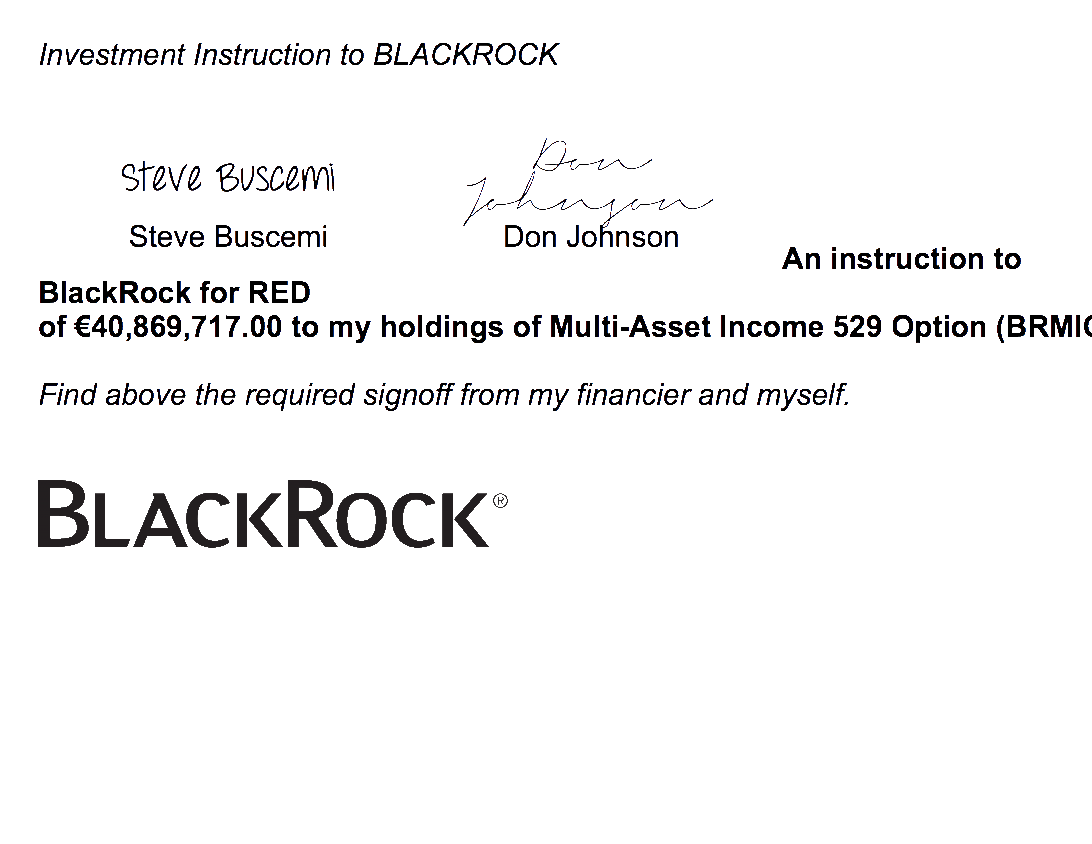 Investment Instruction to BLACKROCK
Steve Buscemi Don Johnson
Steve Buscemi Don Johnson An instruction to
BlackRock for RED
of €40,869,717.00 to my holdings of Multi-Asset Income 529 Option
Find above the required signoff from my financier and myself.
BLACKROCK®